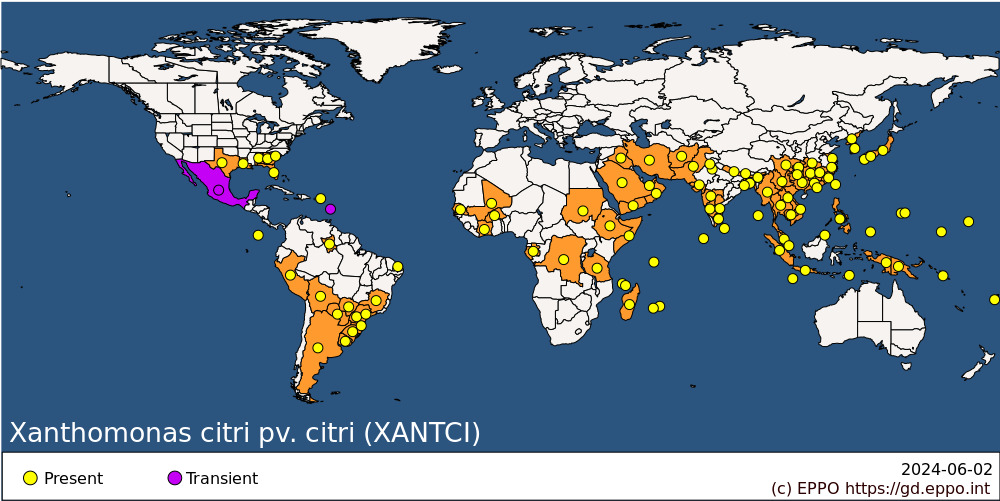 Xanthomonas citri pv. citri (XANTCI)
Present
Transient
2024-06-02
(c) EPPO https://gd.eppo.int